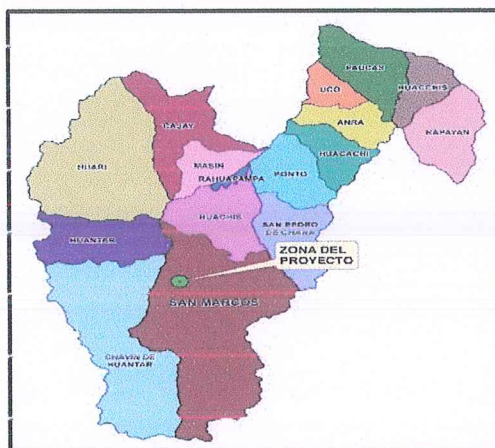 PAUCAS
UCO
HUACCHIS
ANRA
RAPAYAN
CAJAY
HUARI
MASIN
HUACACHI
RAHUAPAMPA
PONTO
HUACHIS
SAN PEDRO
DE CHANA
HUANTAR
ZONA DEL
PROYECTO
SAN MARCOS
CHAVIN DE
HUANTAR